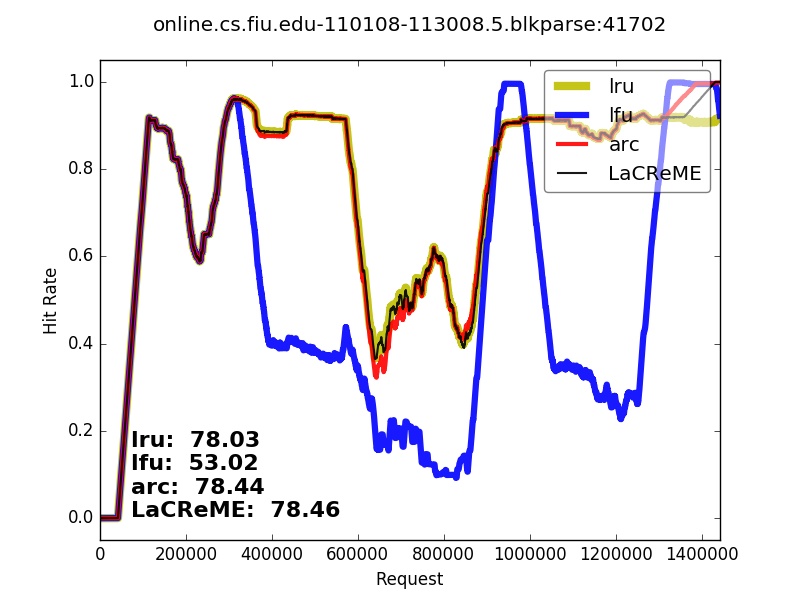 online.cs.fiu.edu-110108-113008.5.blkparse:41702
1.0
0.8
0.6
0.4
0.2
0.0
Hit Rate
lru
lfu
arc
LaCReME
lru: 78.03
lfu: 53.02
arc: 78.44
LaCReME: 78.46
0 200000 400000 600000 800000 1000000 1200000 1400000
Request